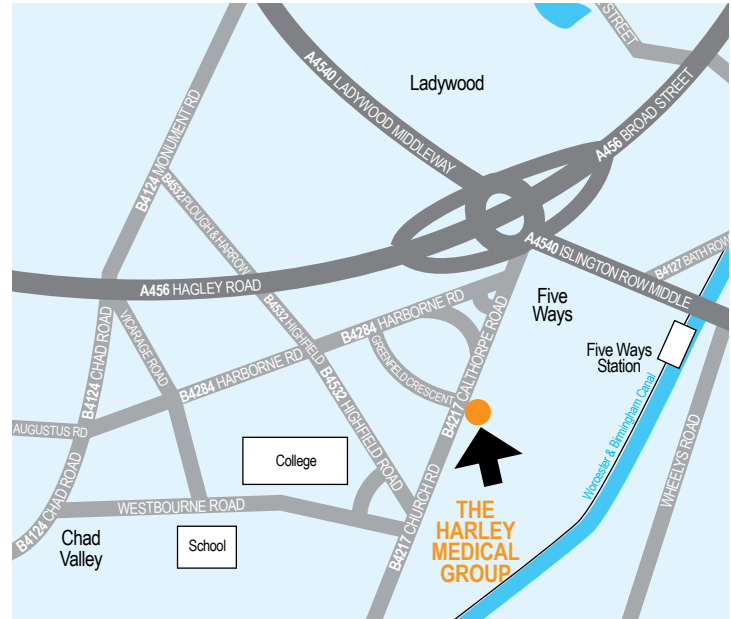 STREET
A4540 LADYWOOD MIDDLEWAY
Ladywood
A456 BROAD STREET
B4124 MONUMENT RD
B4532 PLOUGH & HARROW
A4540 ISLINGTON ROW MIDDLE
B4127 BATH ROW
A456 HAGLEY ROAD
B4532 HIGHFIELD
B4284 HARBORNE RD
Five
Ways
B4124 CHAD ROAD
VICARAGE ROAD
B4284 HARBORNE RD
GREENFIELD CRESCENT
B4217 CALTHORPE ROAD
Five Ways
Station
B4532 HIGHFIELD ROAD
AUGUSTUS RD
College
Worcester & Birmingham Canal
WHEELYS ROAD
B4124 CHAD ROAD
WESTBOURNE ROAD
B4217 CHURCH RD
THE
HARLEY
MEDICAL
GROUP
Chad
Valley
School